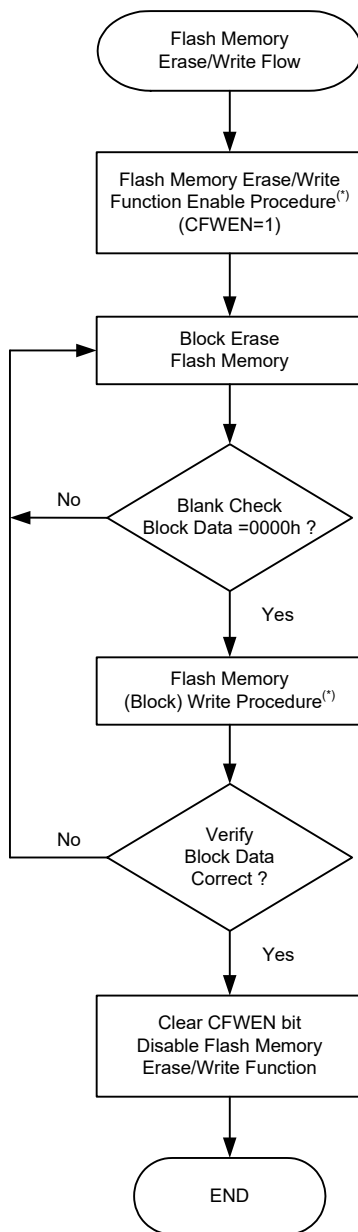 Flash Memory
Erase/Write Flow
Flash Memory Erase/Write
Function Enable Procedure(*)
(CFWEN=1)
Block Erase
Flash Memory
No
Blank Check
Block Data =0000h ?
Yes
Flash Memory
(Block) Write Procedure(*)
No
Verify
Block Data
Correct ?
Yes
Clear CFWEN bit
Disable Flash Memory
Erase/Write Function
END